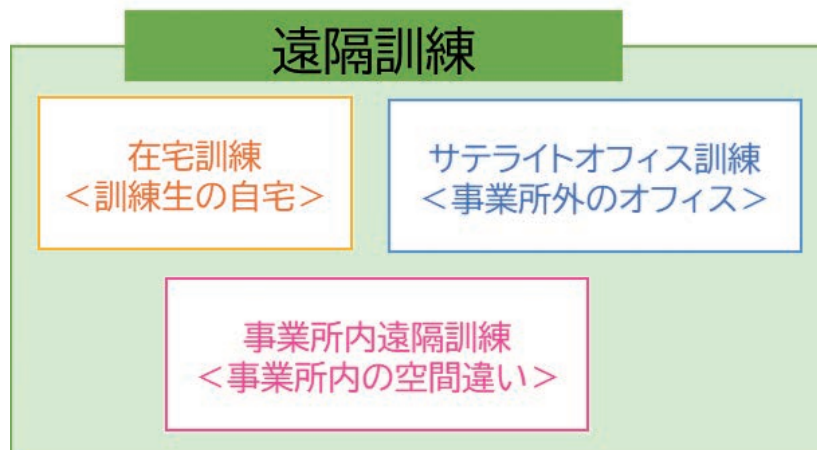 遠隔訓練
在宅訓練
＜訓練生の自宅＞
サテライトオフィス訓練
＜事業所外のオフィス＞
事業所内遠隔訓練
＜事業所内の空間違い＞